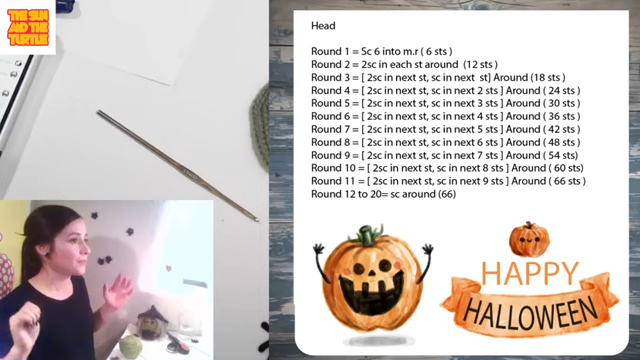 THE SUN
AND THE
TURTLE
Head
Round 1 = Sc 6 into m.r ( 6 sts )
Round 2 = 2sc in each st around  (12 sts )
Round 3 = [ 2sc in next st, sc in next  st] Around (18 sts )
Round 4 = [ 2sc in next st, sc in next 2 sts ] Around ( 24 sts )
Round 5 = [ 2sc in next st, sc in next 3 sts ] Around ( 30 sts )
Round 6 = [ 2sc in next st, sc in next 4 sts ] Around ( 36 sts )
Round 7 = [ 2sc in next st, sc in next 5 sts ] Around ( 42 sts )
Round 8 = [ 2sc in next st, sc in next 6 sts ] Around ( 48 sts )
Round 9 = [ 2sc in next st, sc in next 7 sts ] Around ( 54 sts)
Round 10 = [ 2sc in next st, sc in next 8 sts ] Around ( 60 sts)
Round 11 = [ 2sc in next st, sc in next 9 sts ] Around ( 66 sts )
Round 12 to 20= sc around (66)
HAPPY
HALLOWEEN